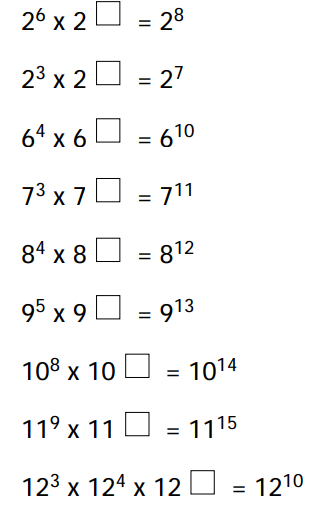 2⁶ x 2 □ = 2⁸
2³ x 2 □ = 2⁷
6⁴ x 6 □ = 6¹⁰
7³ x 7 □ = 7¹¹
8⁴ x 8 □ = 8¹²
9⁵ x 9 □ = 9¹³
10⁸ x 10 □ = 10¹⁴
11⁹ x 11 □ = 11¹⁵
12³ x 12⁴ x 12 □ = 12¹⁰